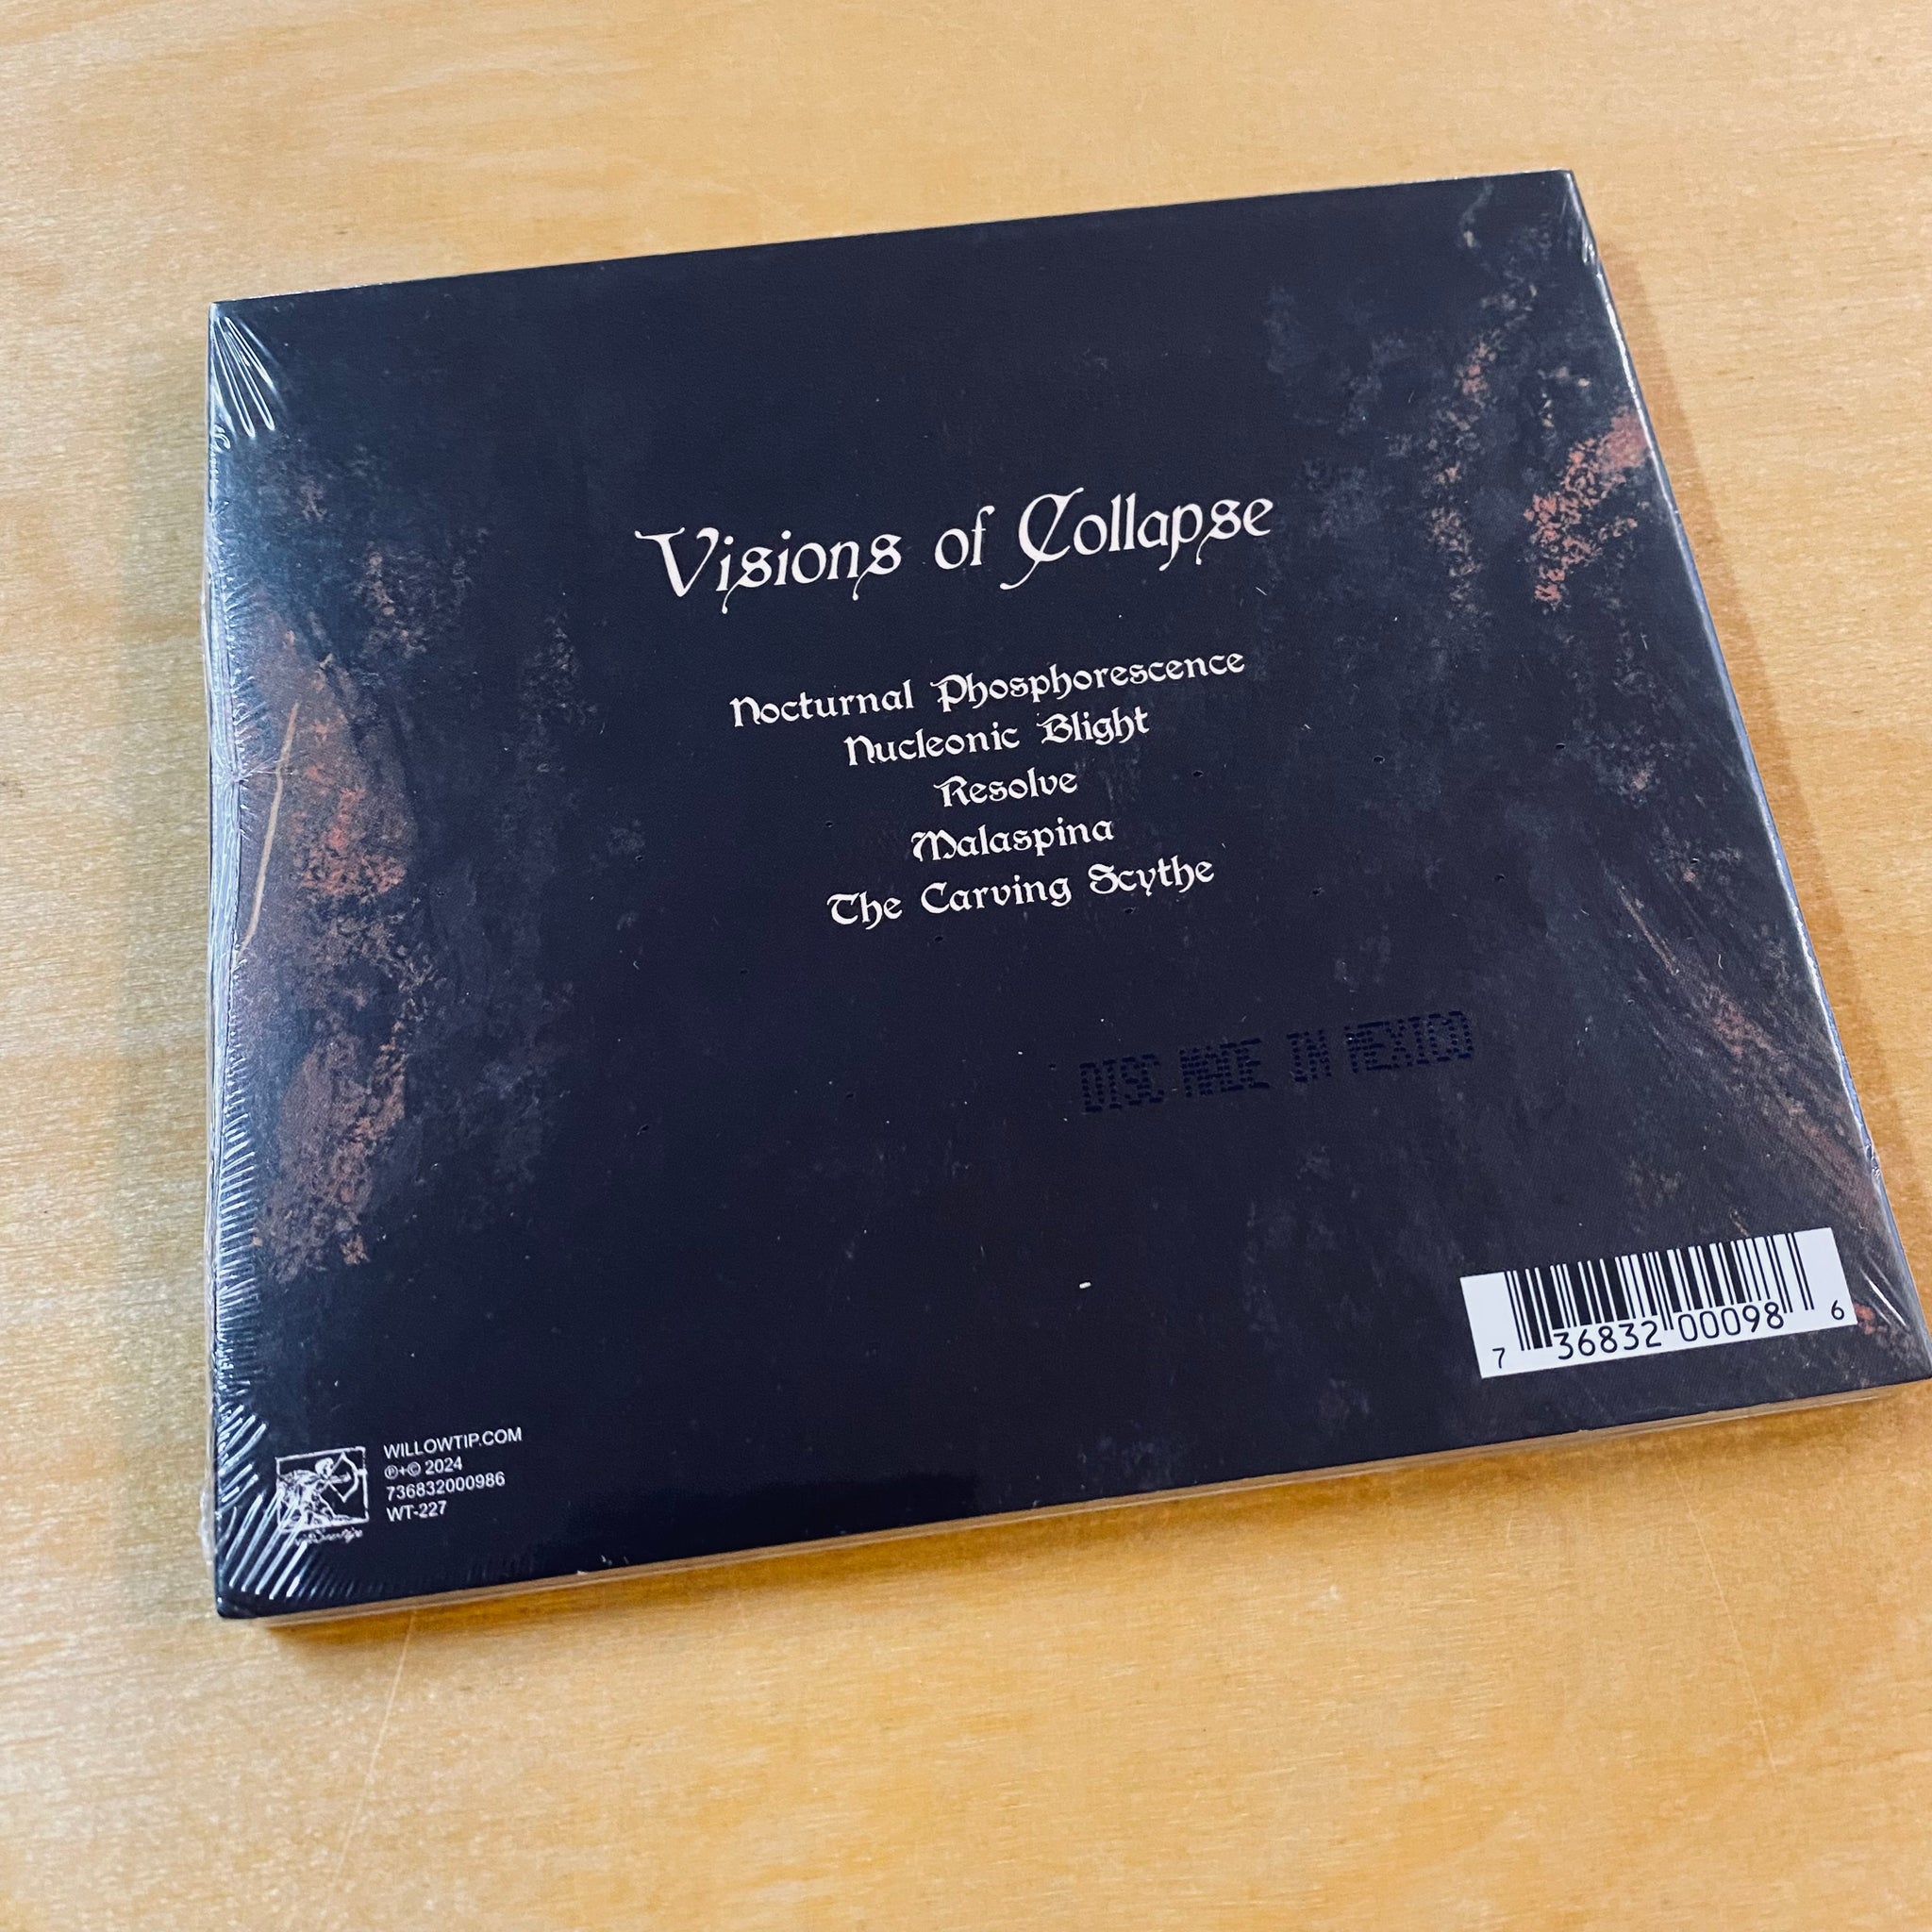 Visions of Collapse
Nocturnal Phosphorescence
Nucleonic Blight
Resolve
Malaspina
The Carving Scythe
DISC MADE IN MEXICO
7 36832 00098 6
WILLOWTIP.COM
℗+© 2024
736832000986
WT-227